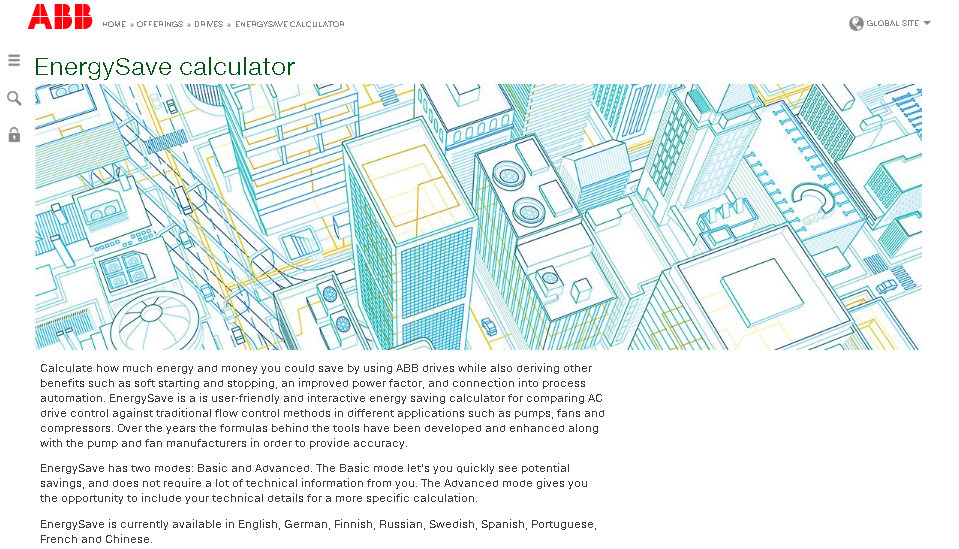 ABB
HOME → OFFERINGS → DRIVES → ENERGYSAVE CALCULATOR
GLOBAL SITE
EnergySave calculator
Calculate how much energy and money you could save by using ABB drives while also deriving other
benefits such as soft starting and stopping, an improved power factor, and connection into process
automation. EnergySave is a is user-friendly and interactive energy saving calculator for comparing AC
drive control against traditional flow control methods in different applications such as pumps, fans and
compressors. Over the years the formulas behind the tools have been developed and enhanced along
with the pump and fan manufacturers in order to provide accuracy.
EnergySave has two modes: Basic and Advanced. The Basic mode let's you quickly see potential
savings, and does not require a lot of technical information from you. The Advanced mode gives you
the opportunity to include your technical details for a more specific calculation.
EnergySave is currently available in English, German, Finnish, Russian, Swedish, Spanish, Portuguese,
French and Chinese.